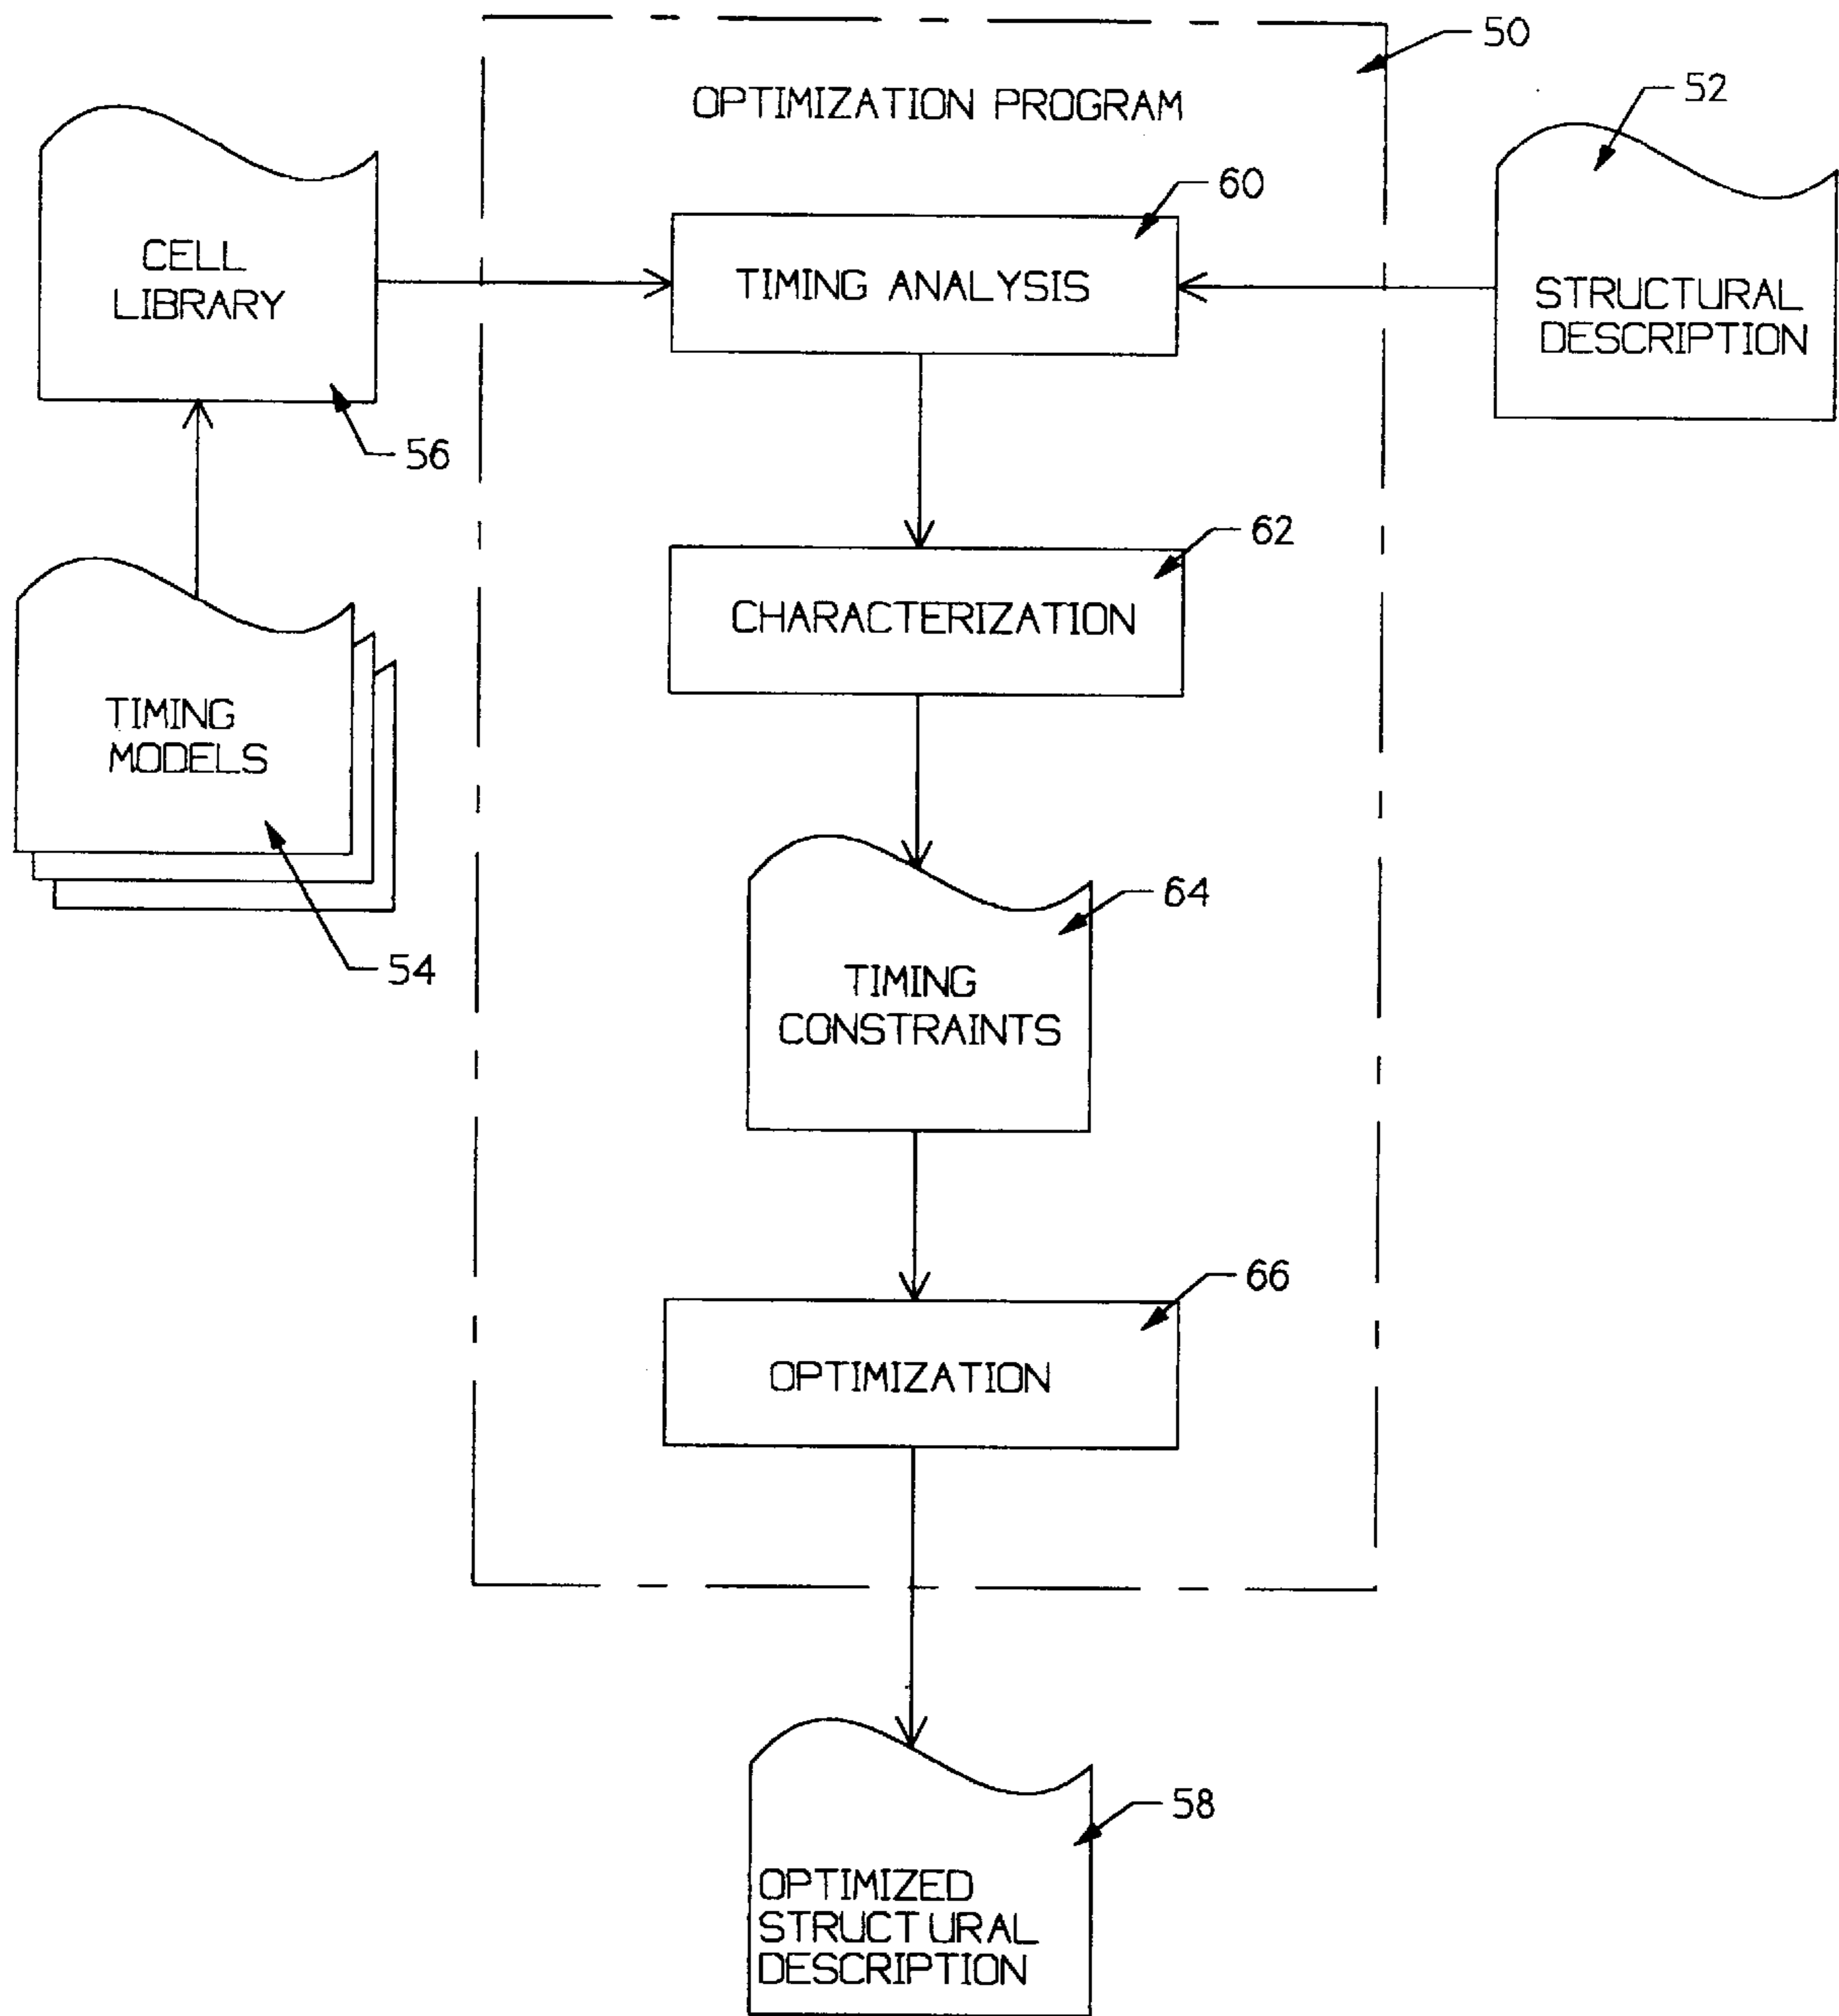 50
OPTIMIZATION PROGRAM
52
60
CELL
LIBRARY
TIMING ANALYSIS
STRUCTURAL
DESCRIPTION
56
62
CHARACTERIZATION
TIMING
MODELS
54
64
TIMING
CONSTRAINTS
66
OPTIMIZATION
58
OPTIMIZED
STRUCTURAL
DESCRIPTION